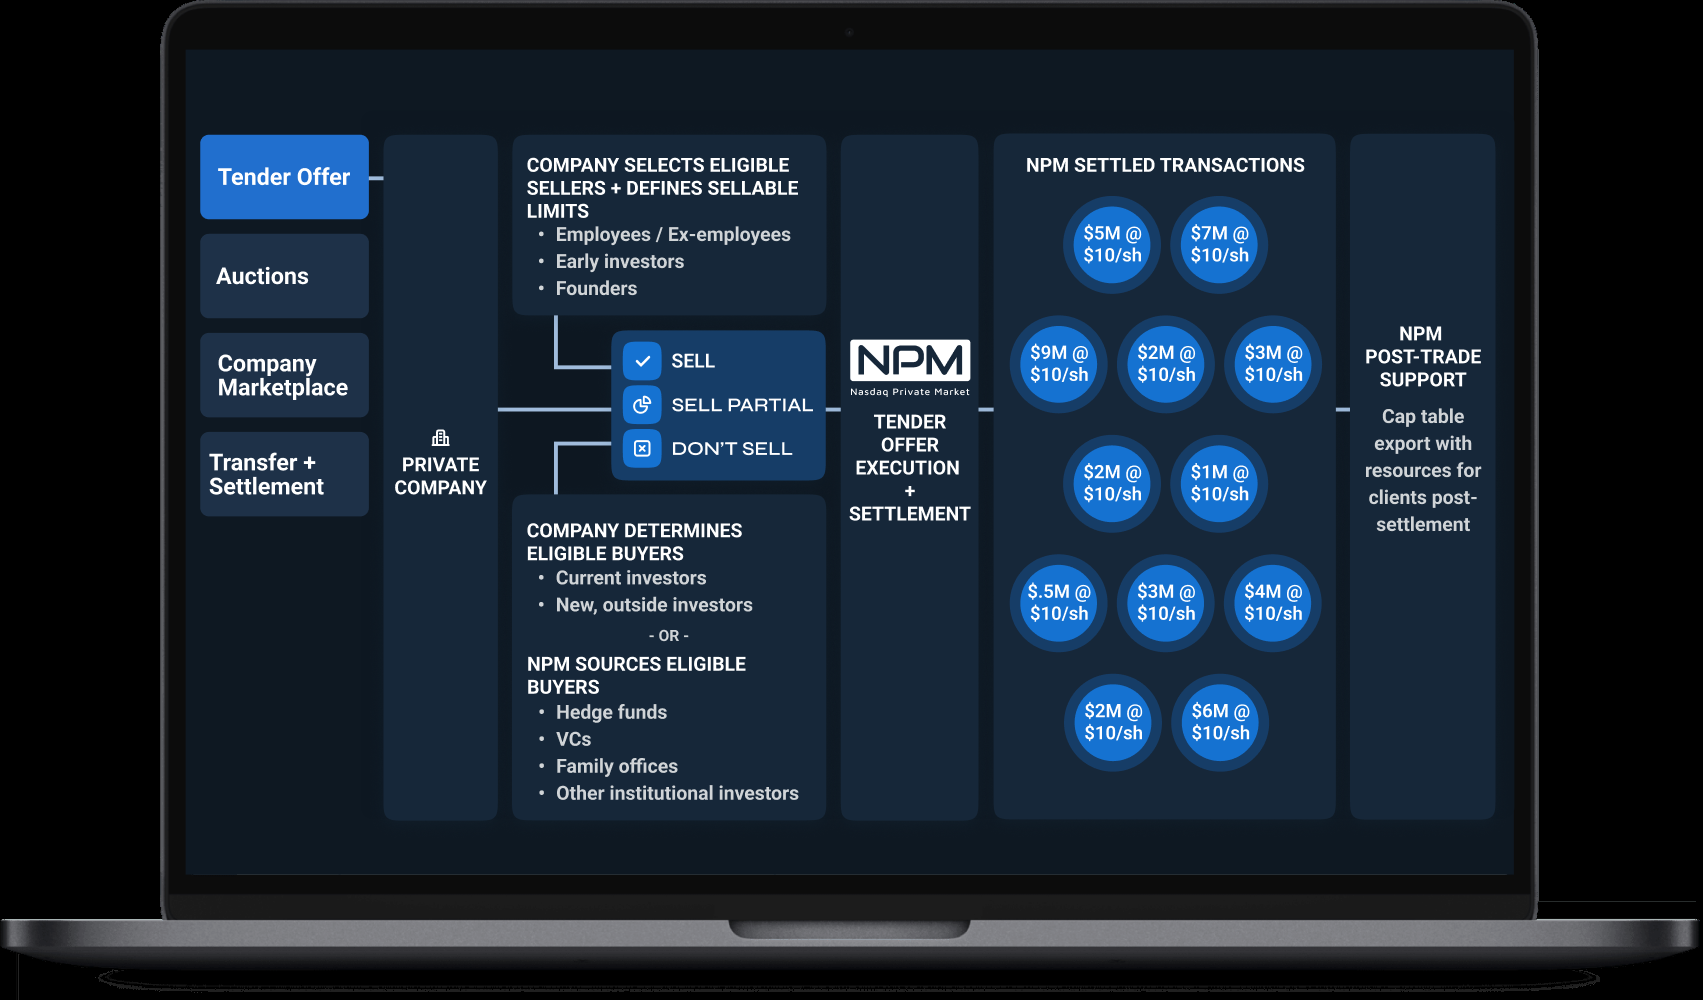 Tender Offer
Auctions
Company
Marketplace
Transfer +
Settlement
PRIVATE
COMPANY
COMPANY SELECTS ELIGIBLE
SELLERS + DEFINES SELLABLE
LIMITS
• Employees / Ex-employees
• Early investors
• Founders
SELL
SELL PARTIAL
DON'T SELL
COMPANY DETERMINES
ELIGIBLE BUYERS
• Current investors
• New, outside investors
- OR -
NPM SOURCES ELIGIBLE
BUYERS
• Hedge funds
• VCs
• Family offices
• Other institutional investors
NPM
Nasdaq Private Market
TENDER
OFFER
EXECUTION
+
SETTLEMENT
NPM SETTLED TRANSACTIONS
$5M @
$10/sh
$7M @
$10/sh
$9M @
$10/sh
$2M @
$10/sh
$3M @
$10/sh
$2M @
$10/sh
$1M @
$10/sh
$.5M @
$10/sh
$3M @
$10/sh
$4M @
$10/sh
$2M @
$10/sh
$6M @
$10/sh
NPM
POST-TRADE
SUPPORT
Cap table
export with
resources for
clients post-
settlement